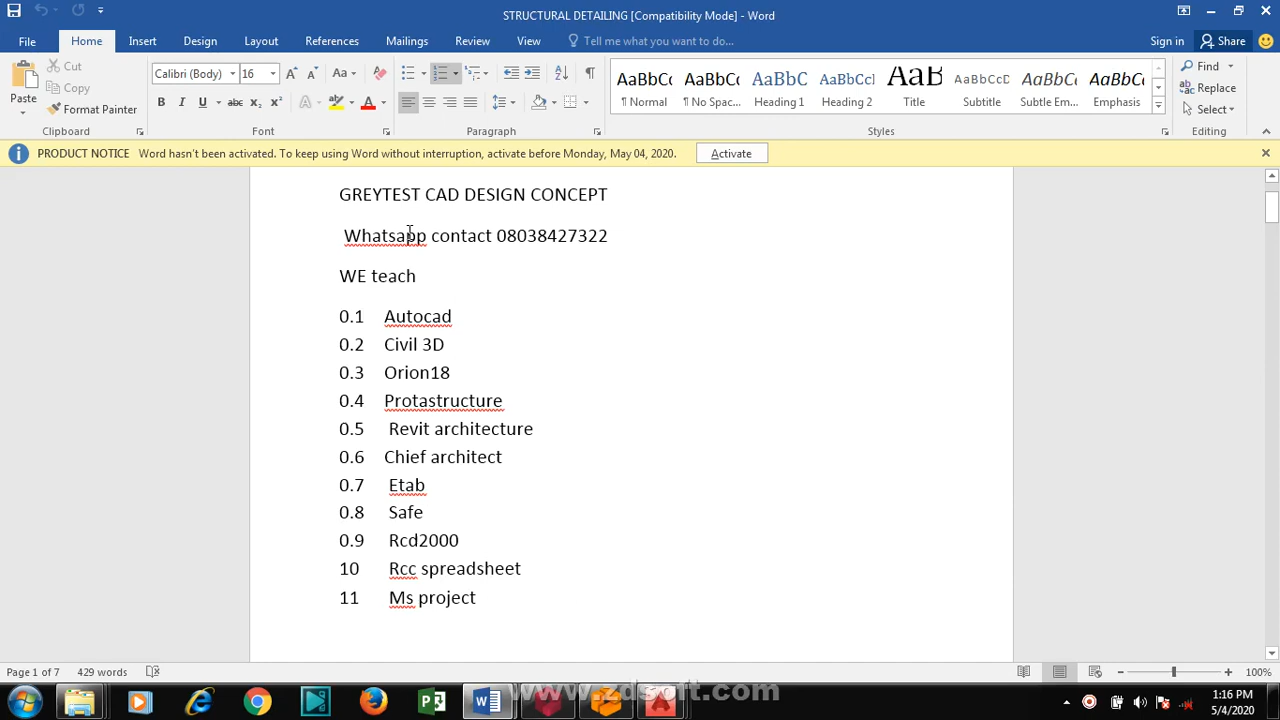 STRUCTURAL DETAILING [Compatibility Mode] - Word
File Home Insert Design Layout References Mailings Review View Tell me what you want to do... Sign in Share
Cut
Copy
Format Painter
Paste
Calibri (Body) 16
Clipboard Font Paragraph Styles Editing
AaBbCc AaBbCc AaBbC AaBbCcl AaB AaBbCcD AaBbCc AaBbCc
¶ Normal ¶ No Spac... Heading 1 Heading 2 Title Subtitle Subtle Em... Emphasis
Find
Replace
Select
PRODUCT NOTICE Word hasn't been activated. To keep using Word without interruption, activate before Monday, May 04, 2020. Activate
GREYTEST CAD DESIGN CONCEPT
Whatsapp contact 08038427322
WE teach
0.1 Autocad
0.2 Civil 3D
0.3 Orion18
0.4 Protastructure
0.5 Revit architecture
0.6 Chief architect
0.7 Etab
0.8 Safe
0.9 Rcd2000
10 Rcc spreadsheet
11 Ms project
Page 1 of 7 429 words 100%
www.zdsoft.com
1:16 PM
5/4/2020